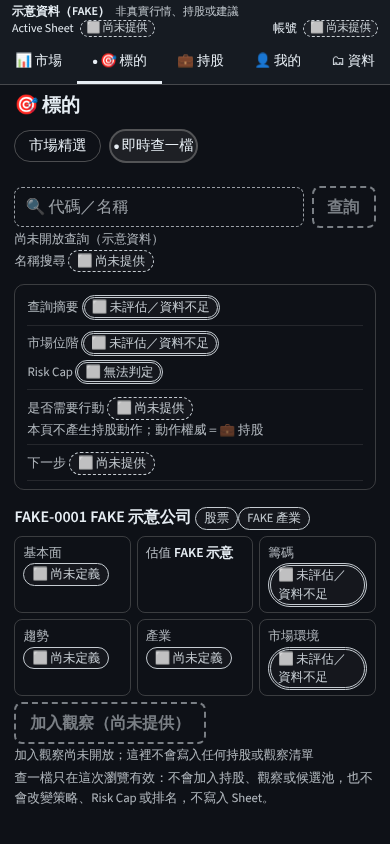 示意資料（FAKE） 非真實行情、持股或建議
Active Sheet ⬜ 尚未提供 帳號 ⬜ 尚未提供
📊 市場 • 🎯 標的 💼 持股 👤 我的 🗂 資料
🎯 標的
市場精選 • 即時查一檔
🔍 代碼／名稱 查詢
尚未開放查詢（示意資料）
名稱搜尋 ⬜ 尚未提供
查詢摘要 ⬜ 未評估／資料不足
市場位階 ⬜ 未評估／資料不足
Risk Cap ⬜ 無法判定
是否需要行動 ⬜ 尚未提供
本頁不產生持股動作；動作權威＝💼 持股
下一步 ⬜ 尚未提供
FAKE-0001 FAKE 示意公司 股票 FAKE 產業
基本面 估值 FAKE 示意 籌碼
⬜ 尚未定義 ⬜ 未評估／
資料不足
趨勢 產業 市場環境
⬜ 尚未定義 ⬜ 尚未定義 ⬜ 未評估／
資料不足
加入觀察（尚未提供）
加入觀察尚未開放；這裡不會寫入任何持股或觀察清單
查一檔只在這次瀏覽有效：不會加入持股、觀察或候選池，也不
會改變策略、Risk Cap 或排名，不寫入 Sheet。